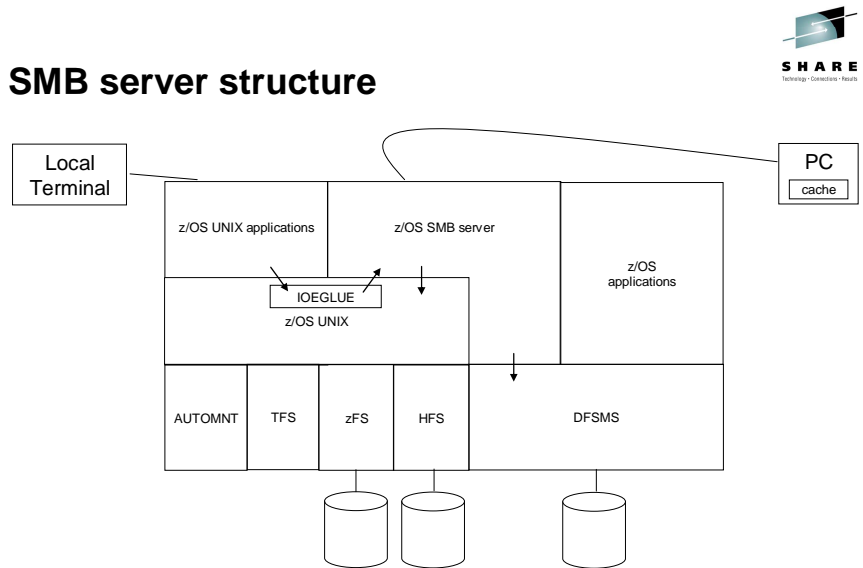 SHARE
Technology • Connections • Results
SMB server structure
Local
Terminal
PC
cache
z/OS UNIX applications
z/OS SMB server
z/OS
applications
IOEGLUE
z/OS UNIX
AUTOMNT
TFS
zFS
HFS
DFSMS